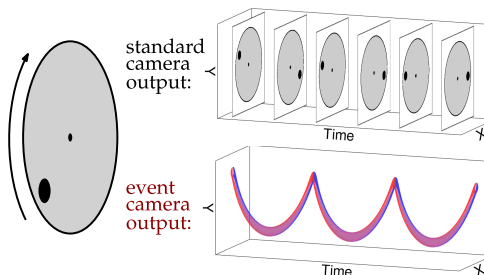 standard
camera
output:
Y
Time
X
event
camera
output:
Y
Time
X